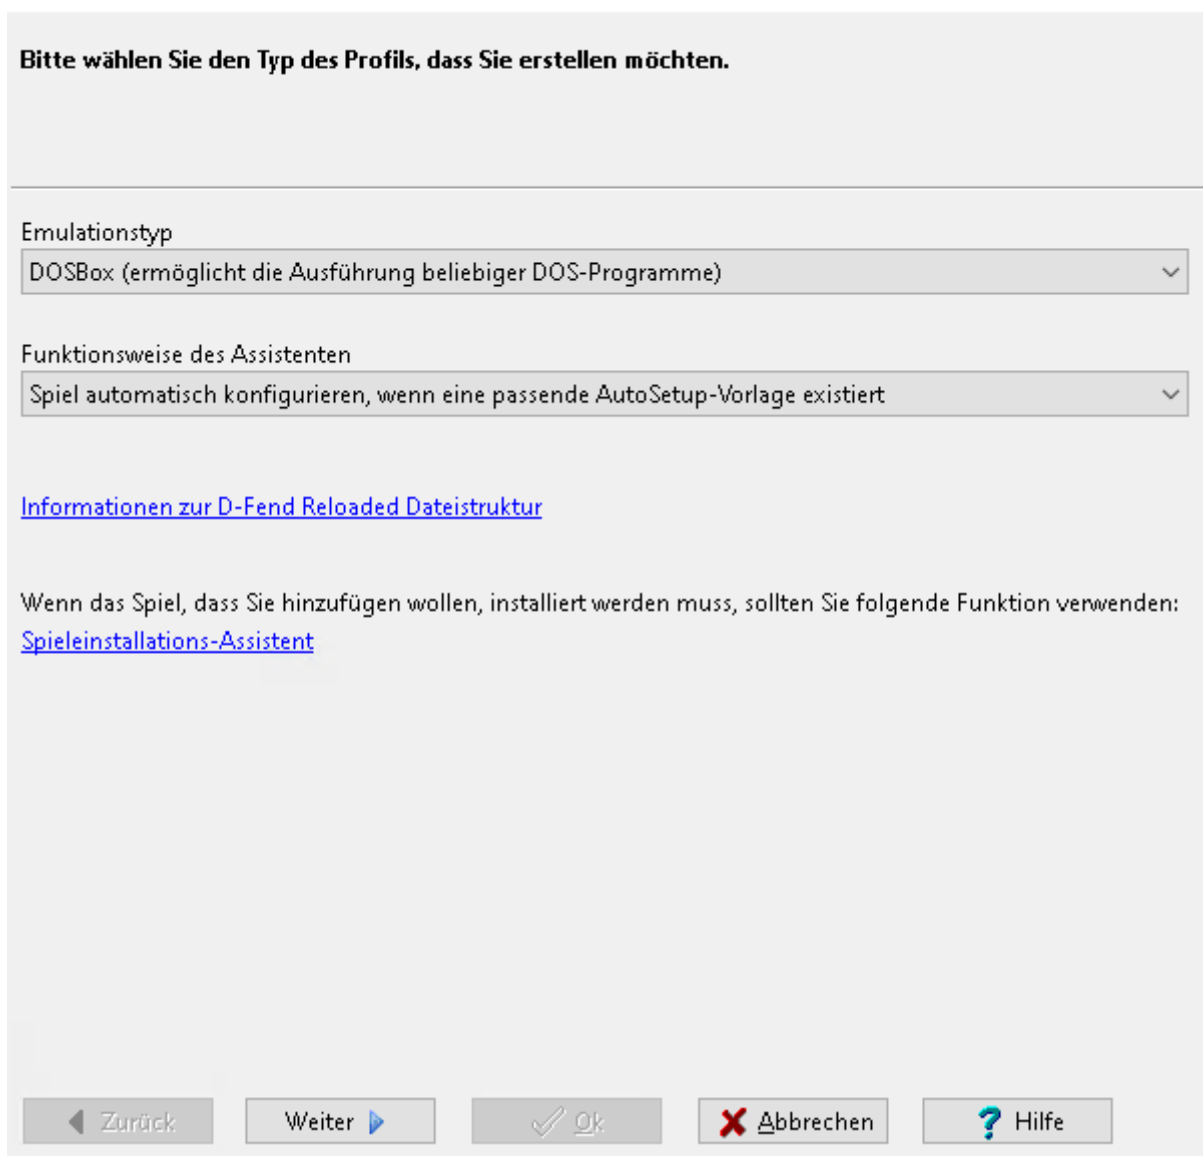 Bitte wählen Sie den Typ des Profils, dass Sie erstellen möchten.
Emulationstyp
DOSBox (ermöglicht die Ausführung beliebiger DOS-Programme)
Funktionsweise des Assistenten
Spiel automatisch konfigurieren, wenn eine passende AutoSetup-Vorlage existiert
Informationen zur D-Fend Reloaded Dateistruktur
Wenn das Spiel, dass Sie hinzufügen wollen, installiert werden muss, sollten Sie folgende Funktion verwenden:
Spieleinstallations-Assistent
Zurück Weiter Ok Abbrechen Hilfe